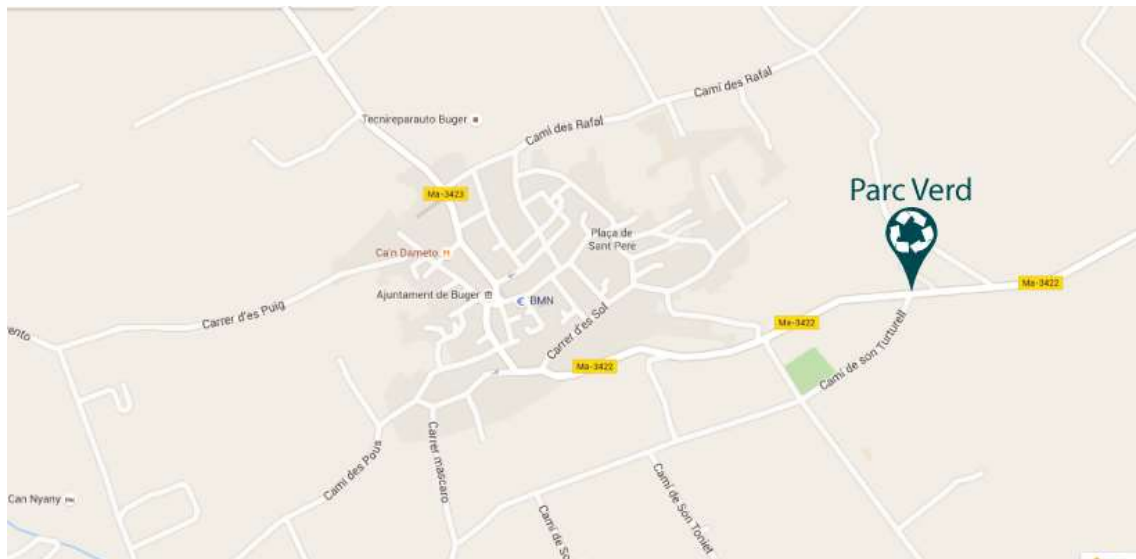 Camí des Rafal
Camí des Rafal
Tecnireparauto Buger
Parc Verd
Ma-3423
Plaça de
Sant Pere
Ca'n Dameto
Ajuntament de Buger
BMN
Ma-3422
Carrer d'es Puig
Carrer d'es Sol
Ma-3422
Ma-3422
Camí de son Turturell
Camí des Pous
Carrer mascaro
Can Nyany
Camí de Son Toniet